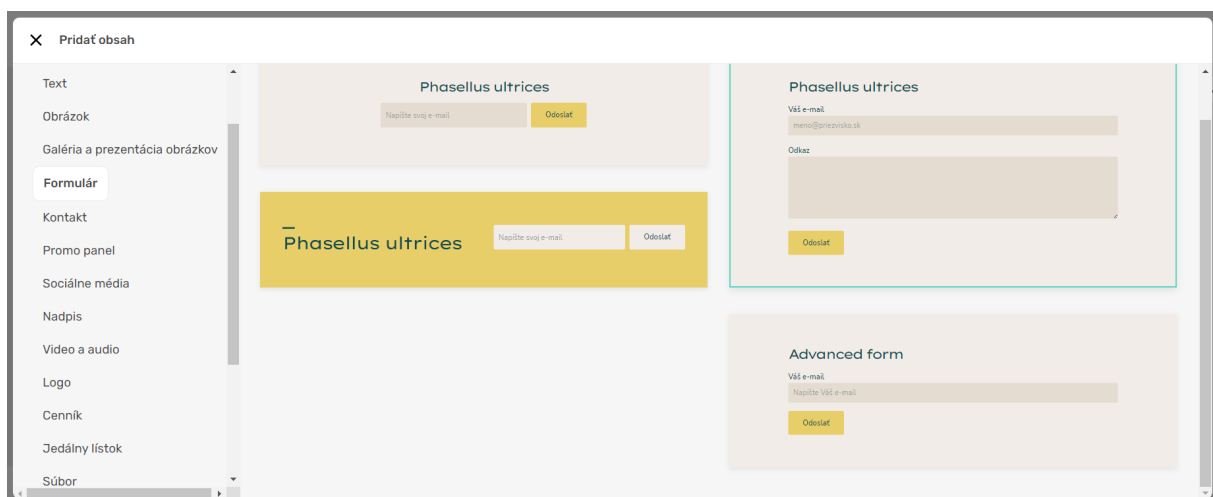 Pridať obsah
Text
Obrázok
Galéria a prezentácia obrázkov
Formulár
Kontakt
Promo panel
Sociálne média
Nadpis
Video a audio
Logo
Cenník
Jedálny lístok
Súbor
Phasellus ultrices
Napíšte svoj e-mail
Odoslať
Phasellus ultrices
Napíšte svoj e-mail
Odoslať
Phasellus ultrices
Váš e-mail
meno@priezvisko.sk
Odkaz
Odoslať
Advanced form
Váš e-mail
Napíšte Váš e-mail
Odoslať